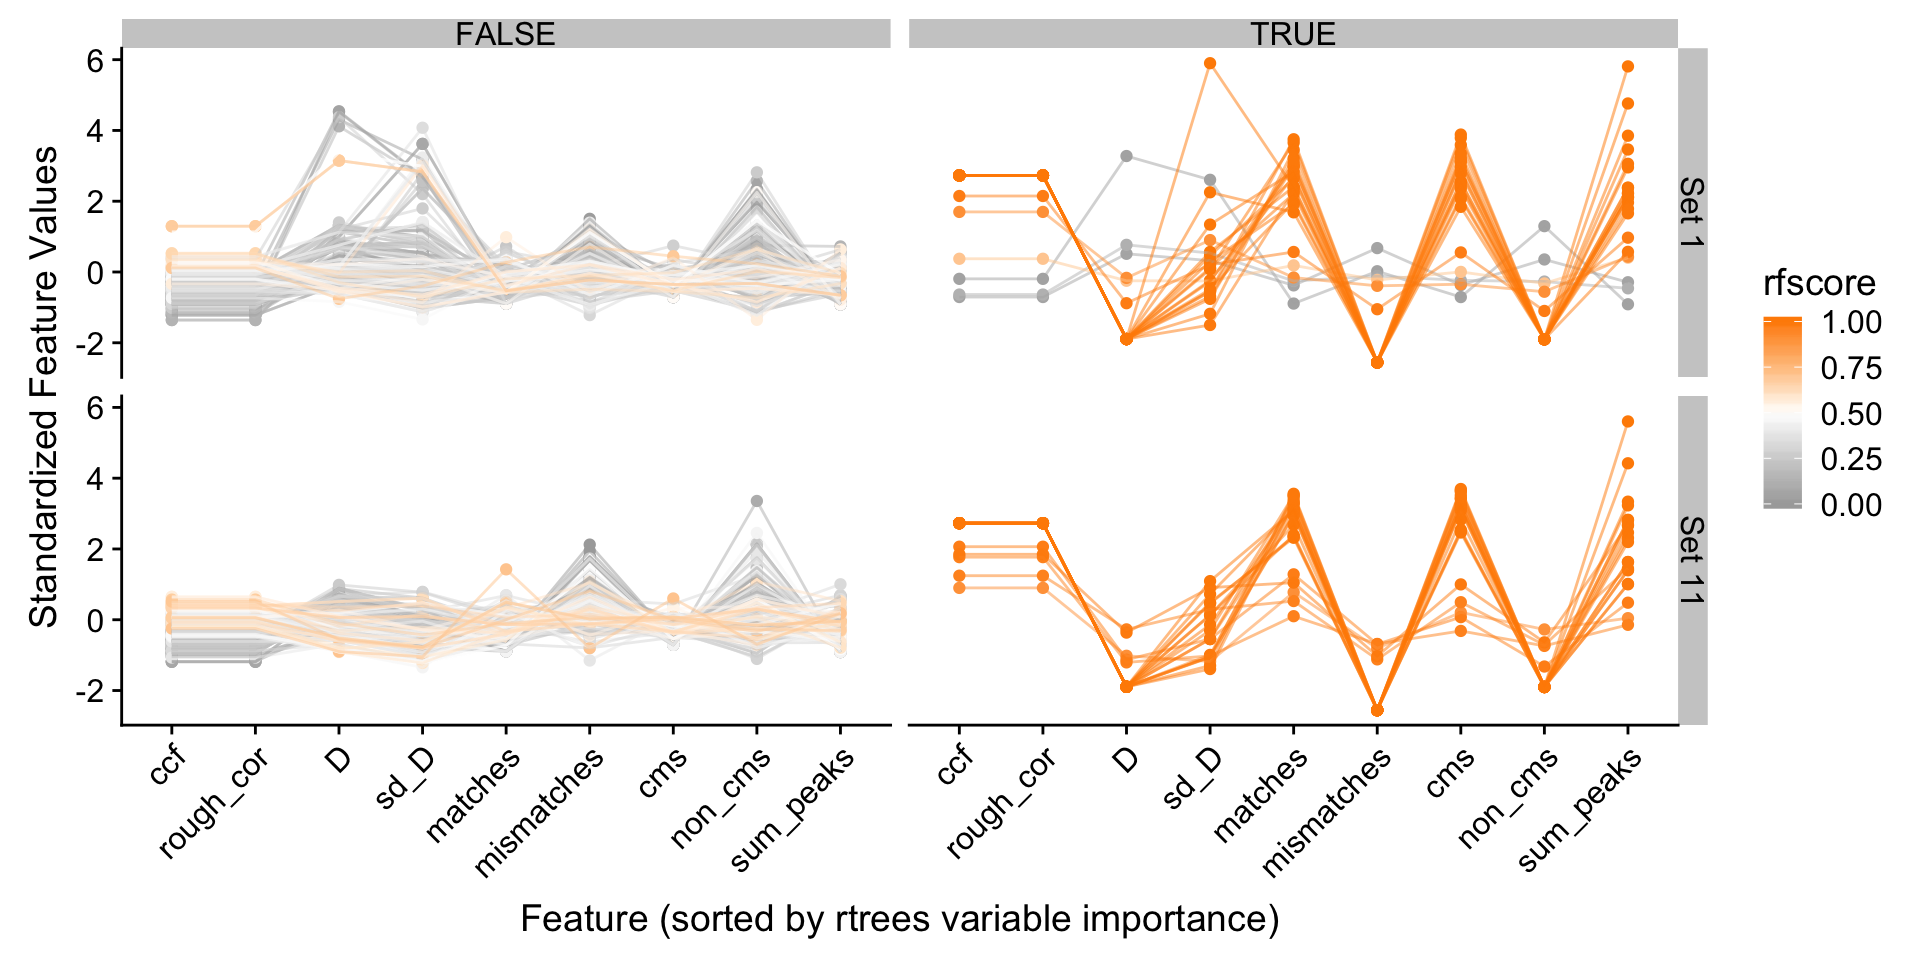 FALSE
TRUE
Standardized Feature Values
6
4
2
0
-2
Set 1
6
4
2
0
-2
Set 11
ccf
rough_cor
D
sd_D
matches
mismatches
cms
non_cms
sum_peaks
ccf
rough_cor
D
sd_D
matches
mismatches
cms
non_cms
sum_peaks
Feature (sorted by rtrees variable importance)
rfscore
1.00
0.75
0.50
0.25
0.00